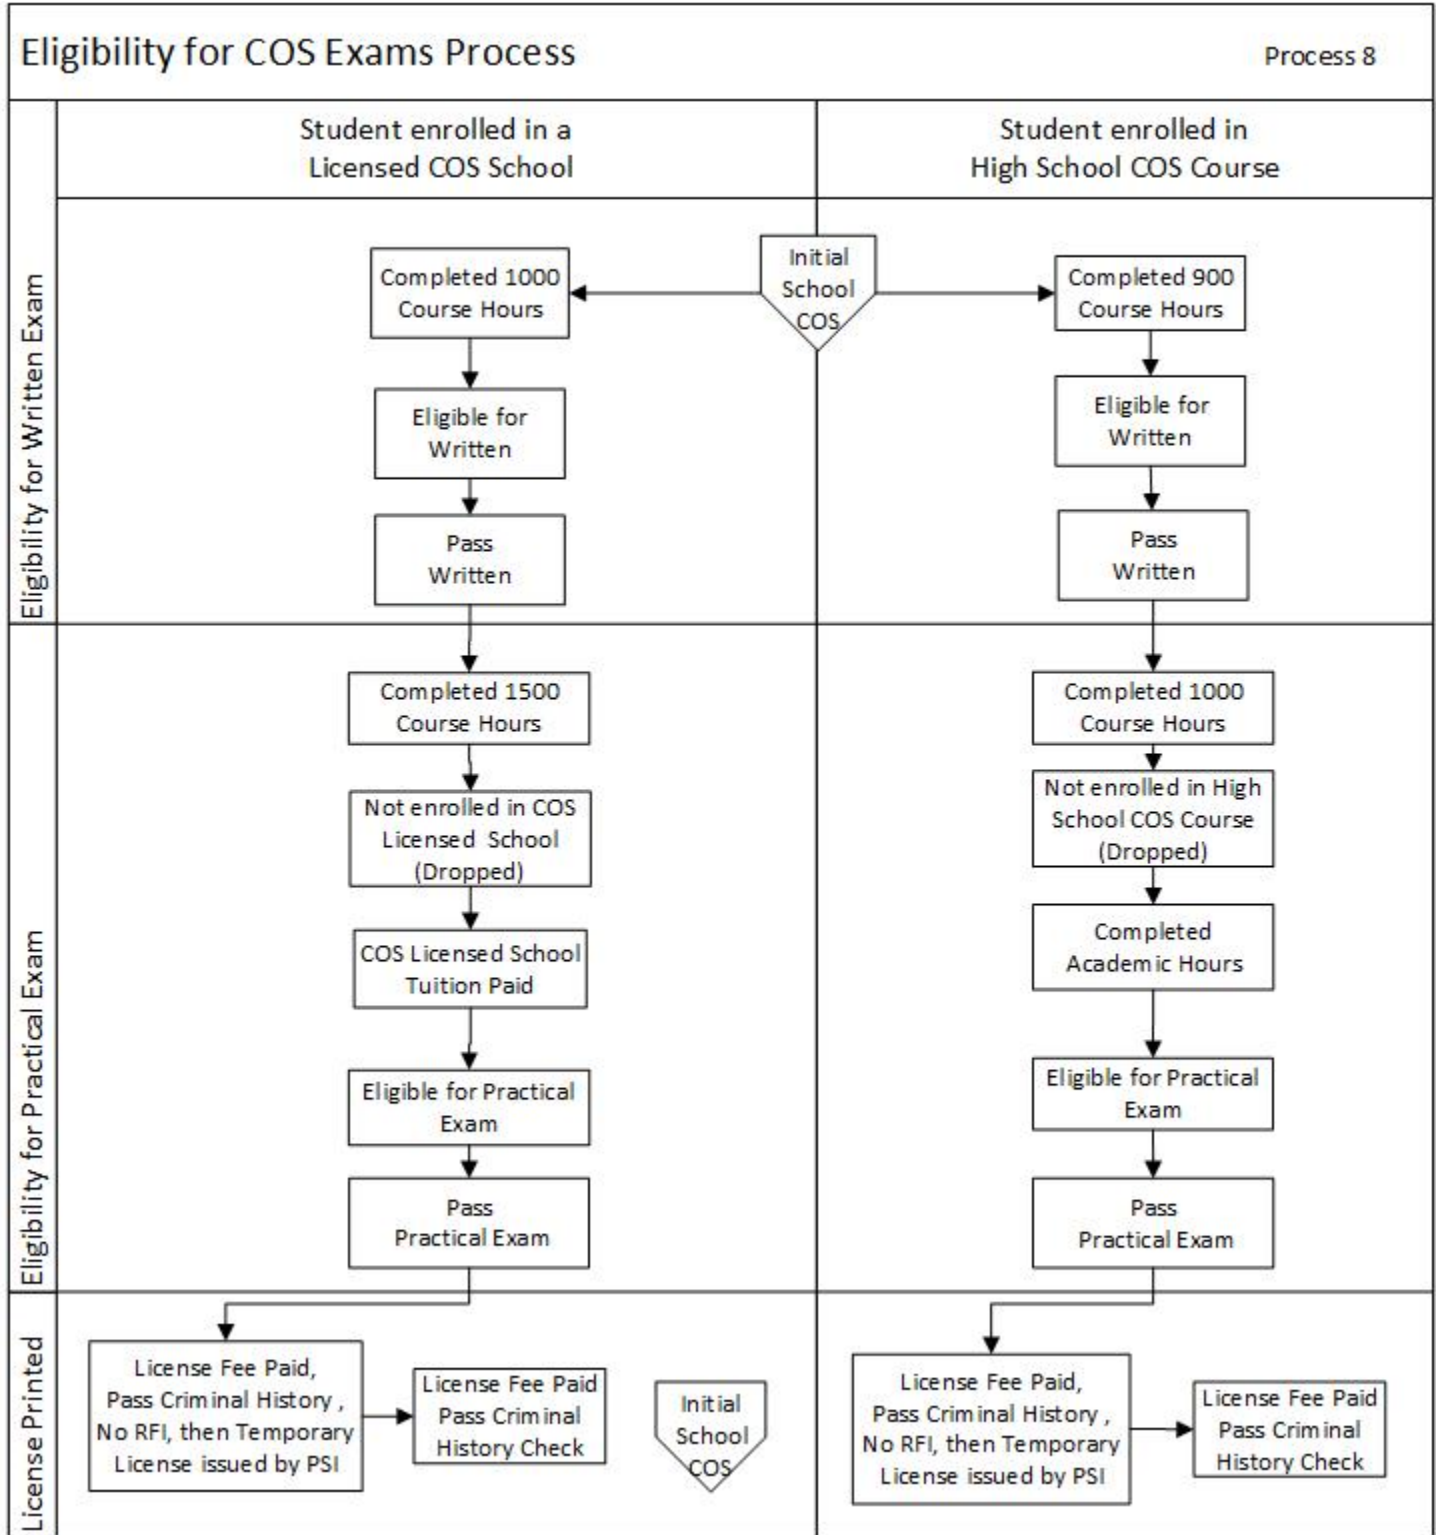 Eligibility for COS Exams Process
Process 8
Student enrolled in a
Licensed COS School
Student enrolled in
High School COS Course
Eligibility for Written Exam
Initial
School
COS
Completed 1000
Course Hours
Eligible for
Written
Pass
Written
Completed 900
Course Hours
Eligible for
Written
Pass
Written
Eligibility for Practical Exam
Completed 1500
Course Hours
Not enrolled in COS
Licensed School
(Dropped)
COS Licensed School
Tuition Paid
Eligible for Practical
Exam
Pass
Practical Exam
Completed 1000
Course Hours
Not enrolled in High
School COS Course
(Dropped)
Completed
Academic Hours
Eligible for Practical
Exam
Pass
Practical Exam
License Printed
License Fee Paid,
Pass Criminal History ,
No RFI, then Temporary
License issued by PSI
License Fee Paid
Pass Criminal
History Check
Initial
School
COS
License Fee Paid,
Pass Criminal History ,
No RFI, then Temporary
License issued by PSI
License Fee Paid
Pass Criminal
History Check